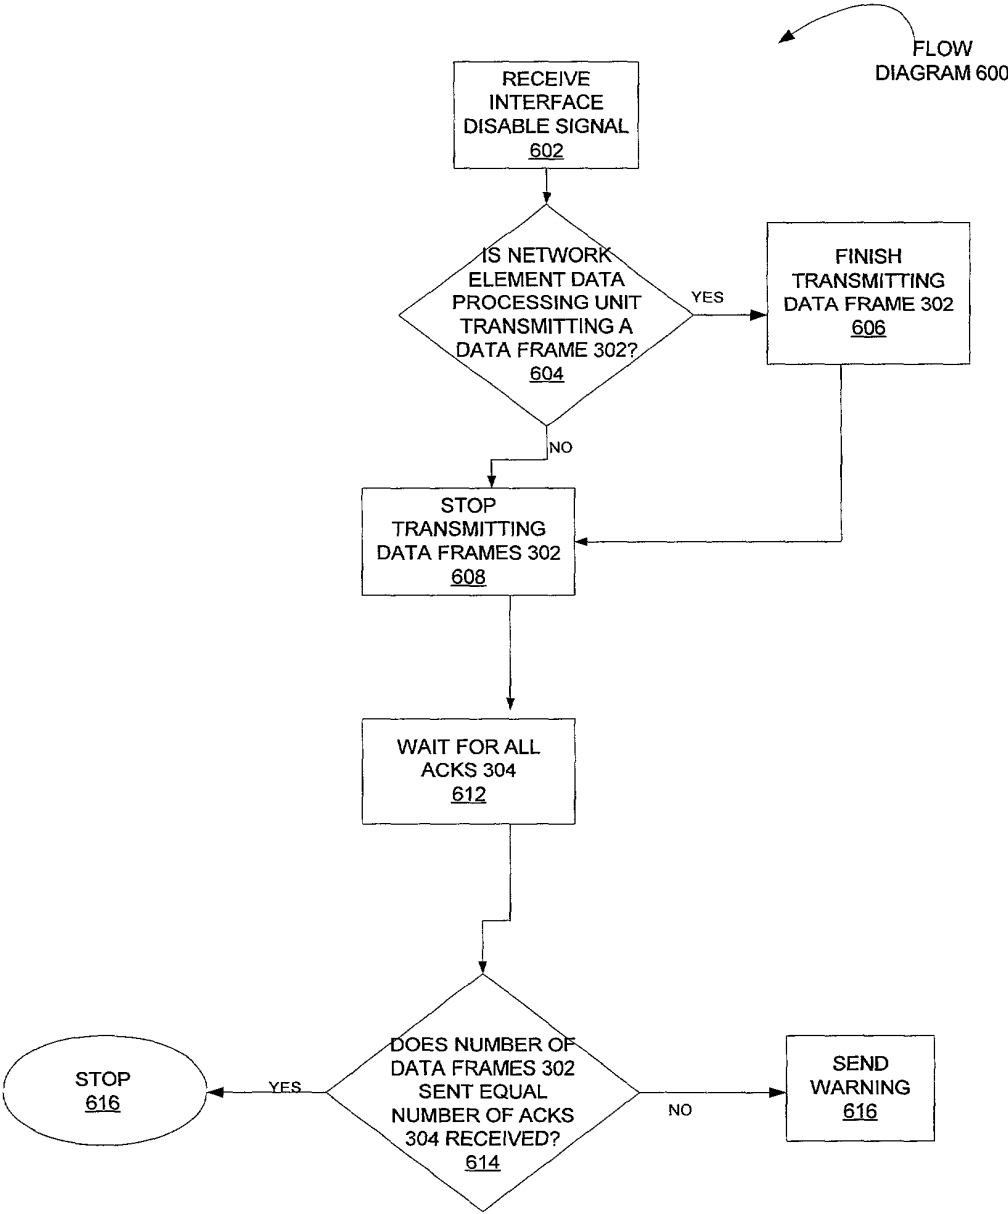 FLOW
DIAGRAM 600
RECEIVE
INTERFACE
DISABLE SIGNAL
602
IS NETWORK
ELEMENT DATA
PROCESSING UNIT
TRANSMITTING A
DATA FRAME 302?
604
YES
FINISH
TRANSMITTING
DATA FRAME 302
606
NO
STOP
TRANSMITTING
DATA FRAMES 302
608
WAIT FOR ALL
ACKS 304
612
DOES NUMBER OF
DATA FRAMES 302
SENT EQUAL
NUMBER OF ACKS
304 RECEIVED?
614
YES
STOP
616
NO
SEND
WARNING
616